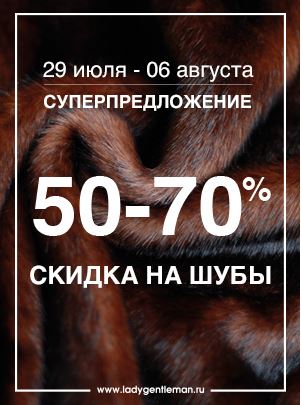 29 июля - 06 августа
СУПЕРПРЕДЛОЖЕНИЕ
50-70%
СКИДКА НА ШУБЫ
www.ladygentleman.ru